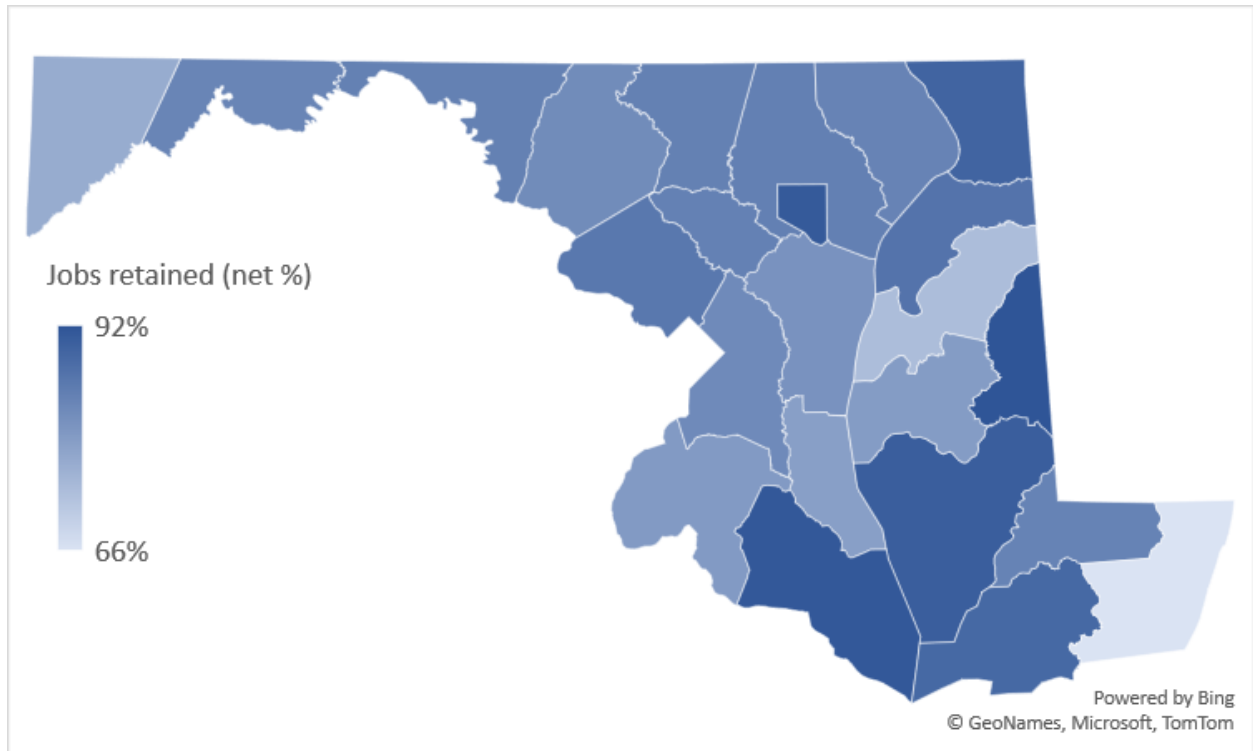 Jobs retained (net %)
92%
66%
Powered by Bing
© GeoNames, Microsoft, TomTom